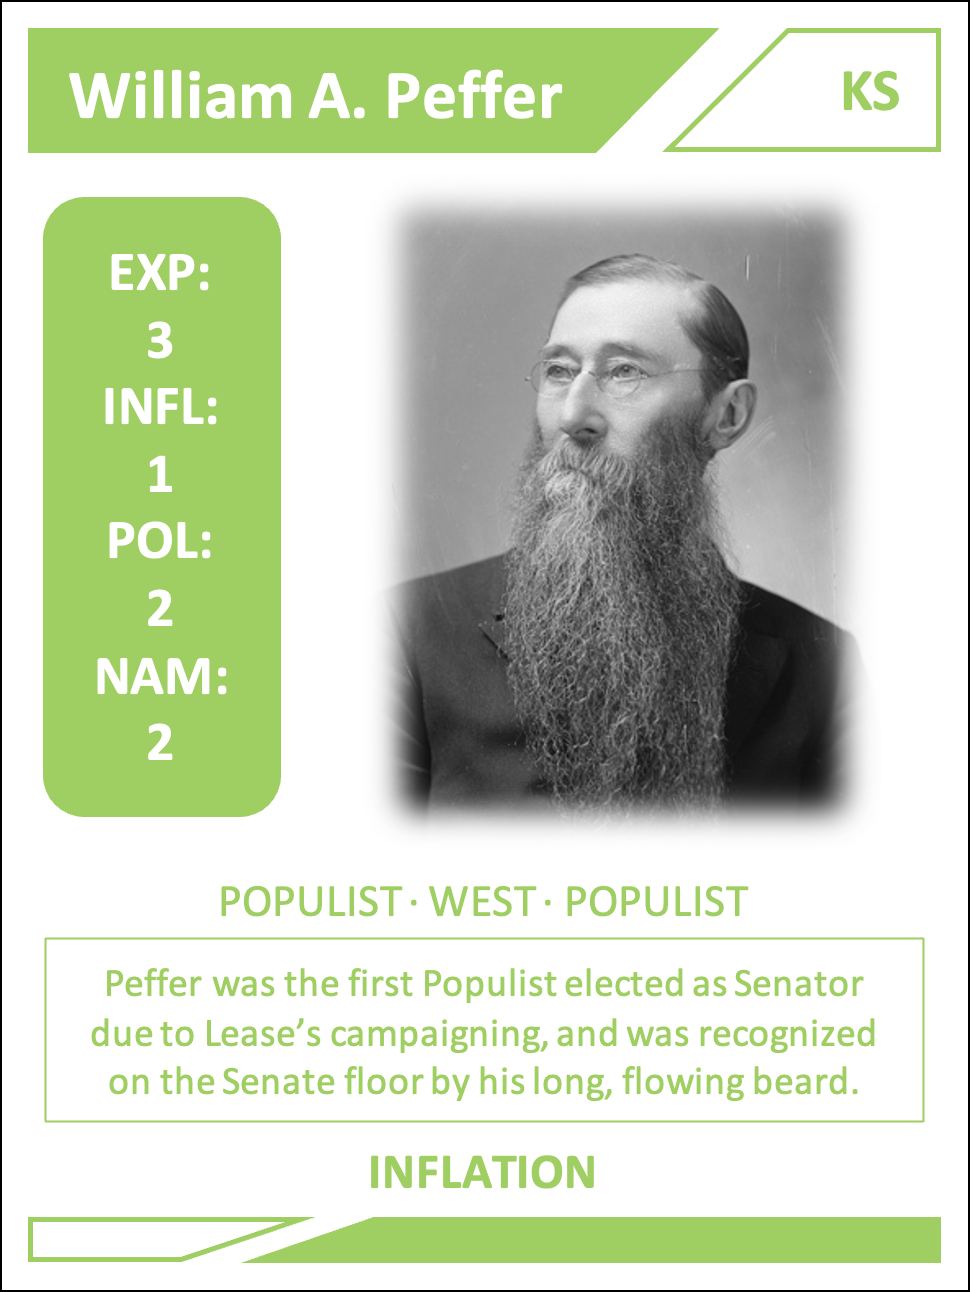 William A. Peffer
KS
EXP:
3
INFL:
1
POL:
2
NAM:
2
POPULIST · WEST · POPULIST
Peffer was the first Populist elected as Senator
due to Lease’s campaigning, and was recognized
on the Senate floor by his long, flowing beard.
INFLATION